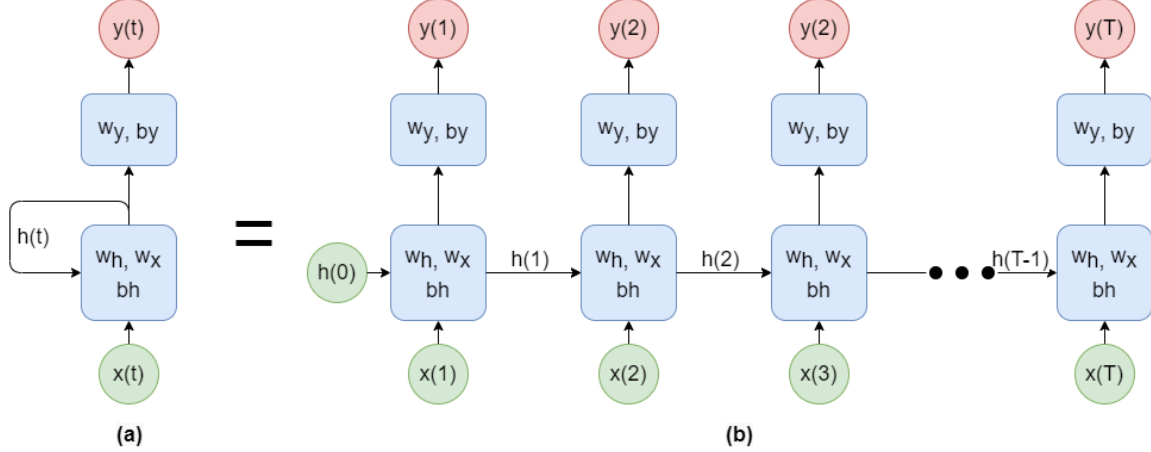 y(t) y(1) y(2) y(2) y(T)
wy, by wy, by wy, by wy, by wy, by
h(t)
=
wh, wx wh, wx wh, wx wh, wx wh, wx
h(0) h(1) h(2) h(T-1)
bh bh bh bh bh
x(t) x(1) x(2) x(3) x(T)
(a) (b)